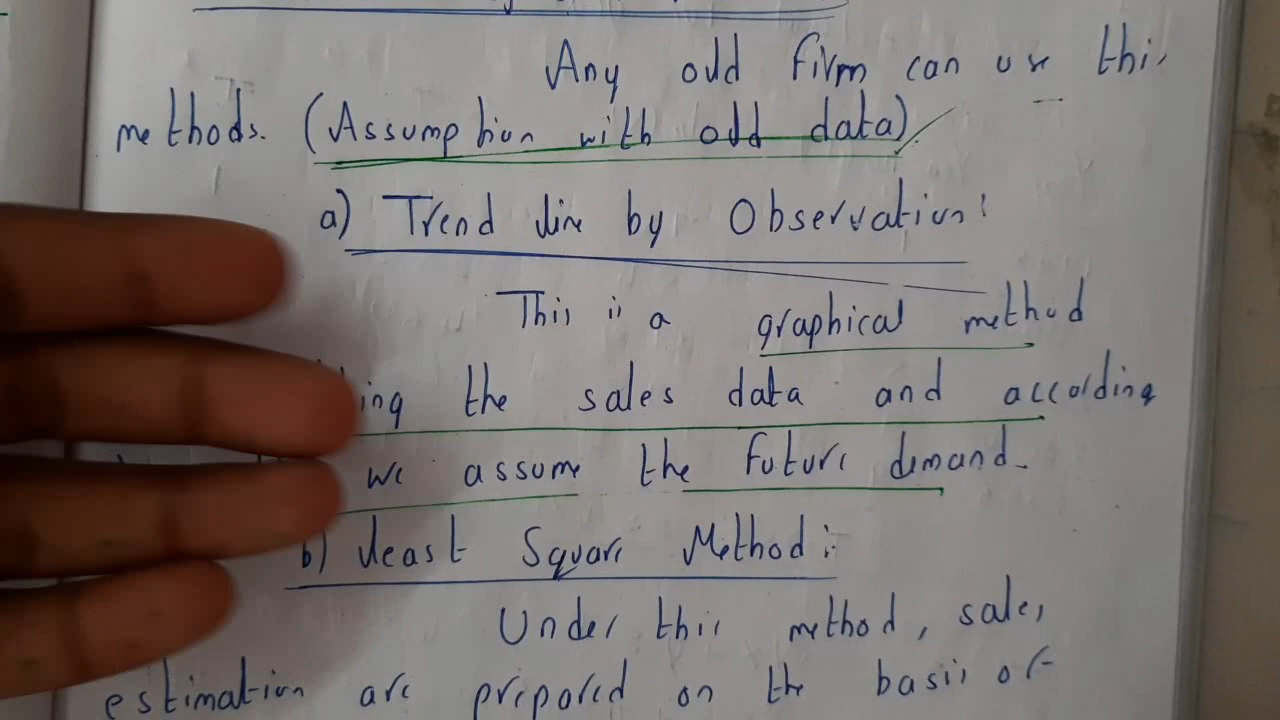 Any odd firm can use this
methods. (Assumption with odd data)
a) Trend line by Observation:
This is a graphical method
the sales data and according
we assume the future demand.
b) Least Square Method :-
Under this method, sales
estimation are prepared on the basis of